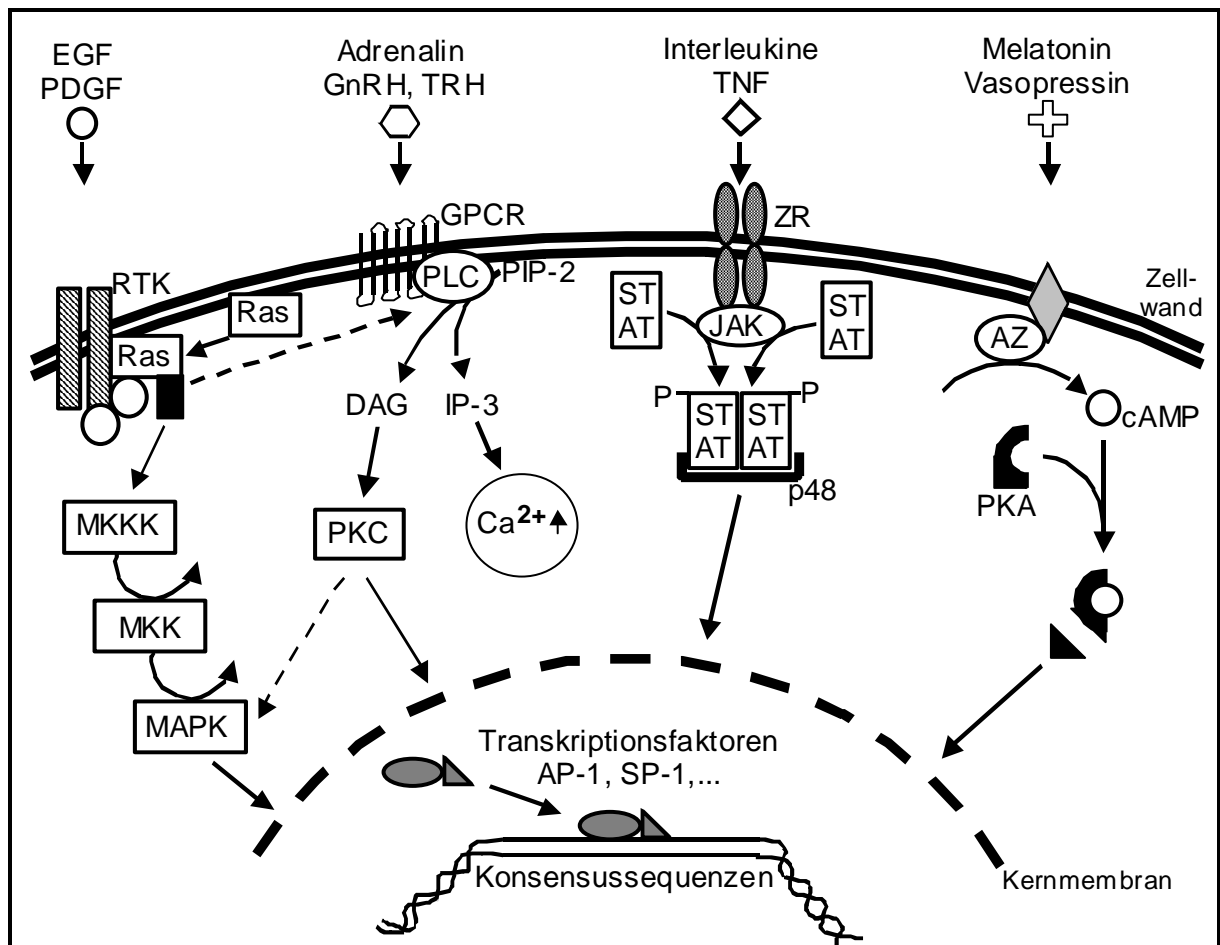 EGF
PDGF
Adrenalin
GnRH, TRH
Interleukine
TNF
Melatonin
Vasopressin
GPCR
ZR
RTK
PLC
PIP-2
Zell-
wand
Ras
Ras
ST
AT
JAK
ST
AT
AZ
DAG
IP-3
P
P
ST
AT
ST
AT
cAMP
p48
PKA
MKKK
PKC
Ca2+
MKK
MAPK
Transkriptionsfaktoren
AP-1, SP-1,...
Konsensussequenzen
Kernmembran